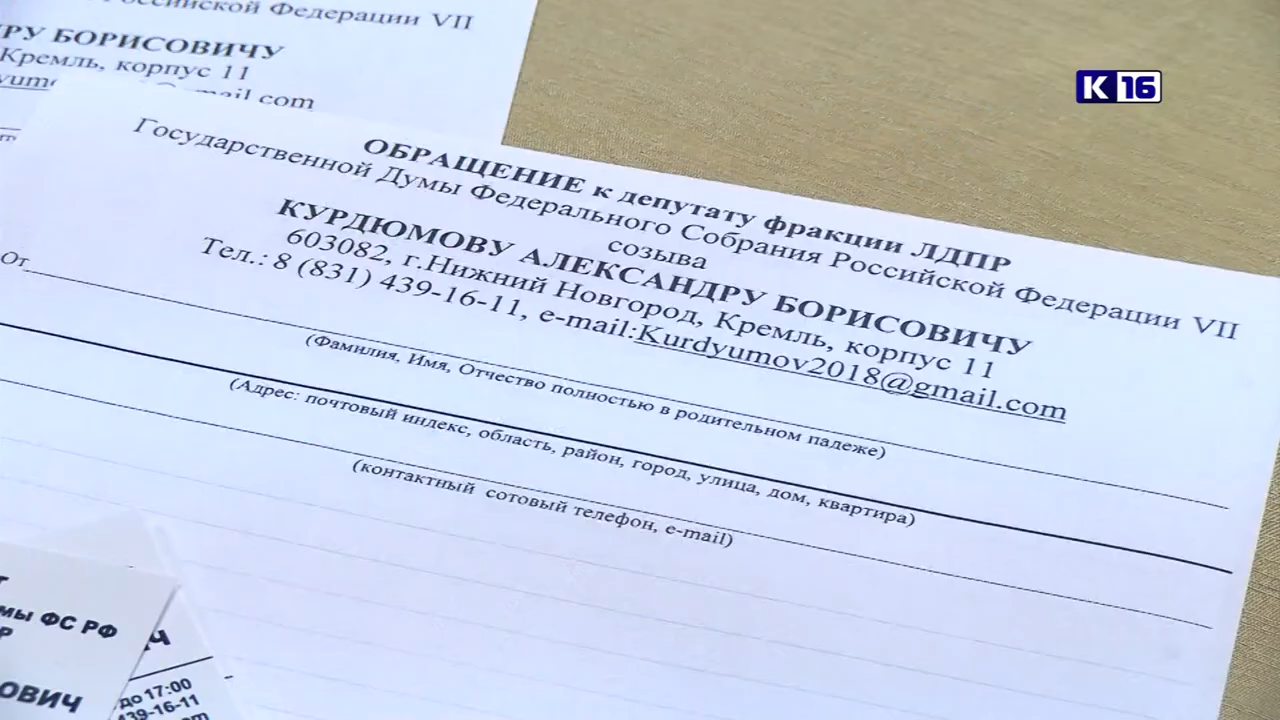 Российской Федерации VII
РУ БОРИСОВИЧУ
Кремль, корпус 11
mail.com
К 16
ОБРАЩЕНИЕ к депутату фракции ЛДПР
Государственной Думы Федерального Собрания Российской Федерации VII
созыва
КУРДЮМОВУ АЛЕКСАНДРУ БОРИСОВИЧУ
603082, г.Нижний Новгород, Кремль, корпус 11
Тел.: 8 (831) 439-16-11, e-mail:Kurdyumov2018@gmail.com
От
(Фамилия, Имя, Отчество полностью в родительном падеже)
(Адрес: почтовый индекс, область, район, город, улица, дом, квартира)
(контактный сотовый телефон, e-mail)
мы ФС РФ
Р
ОВИЧ
Ч
до 17:00
439-16-11
om